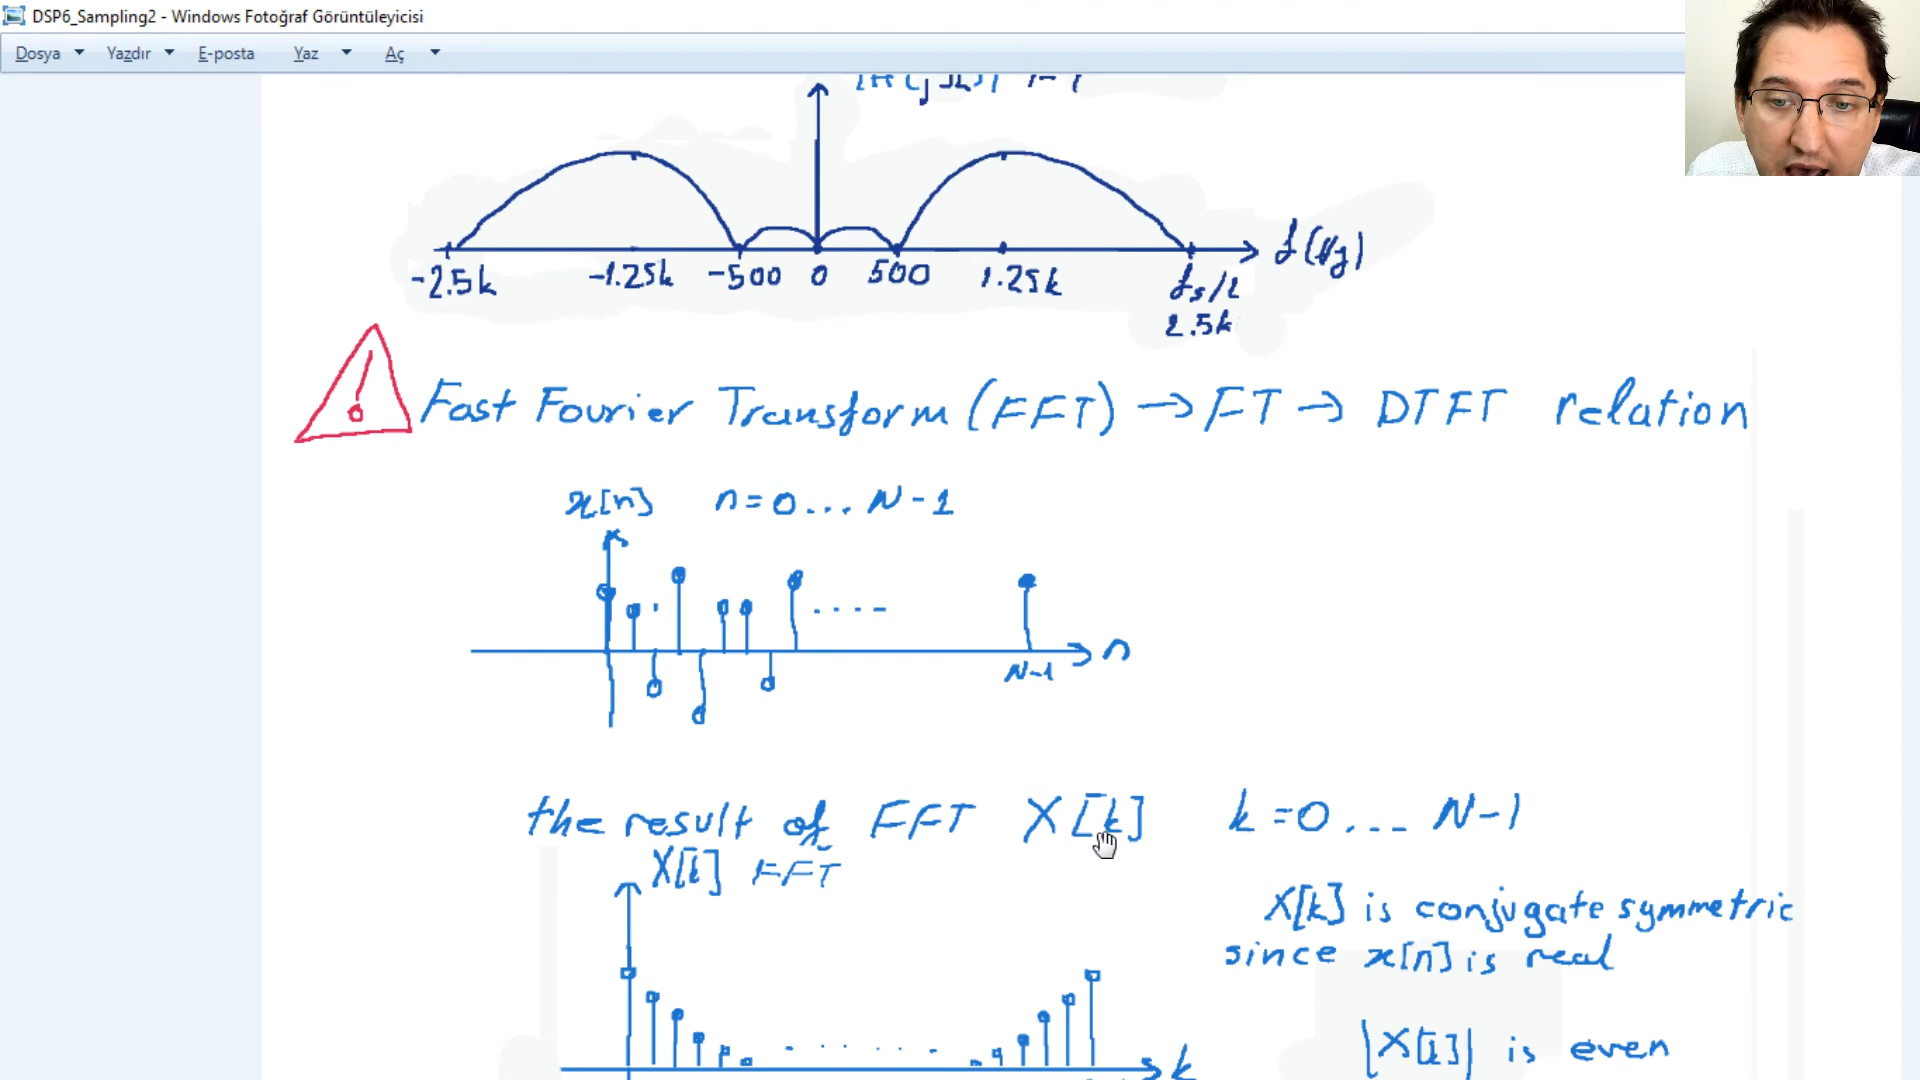 DSP6_Sampling2 - Windows Fotoğraf Görüntüleyicisi
Dosya Yazdır E-posta Yaz Aç
-2.5k -1.25k -500 0 500 1.25k fs/2 f(Hz)
2.5k
Fast Fourier Transform (FFT) → FT → DTFT relation
x[n] n=0... N-1
n
N-1
the result of FFT X[k] k=0... N-1
X[k] FFT
X[k] is conjugate symmetric
since x[n] is real
|X[k]| is even
k